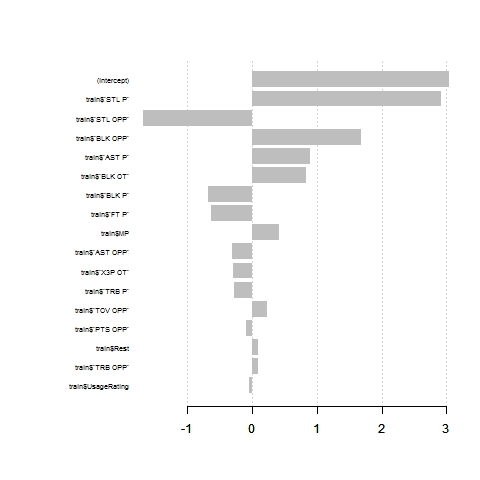 (Intercept)
train$`STL P`
train$`STL OPP`
train$`BLK OPP`
train$`AST P`
train$`BLK OT`
train$`BLK P`
train$`FT P`
train$MP
train$`AST OPP`
train$`X3P OT`
train$`TRB P`
train$`TOV OPP`
train$`PTS OPP`
train$Rest
train$`TRB OPP`
train$UsageRating
-1 0 1 2 3